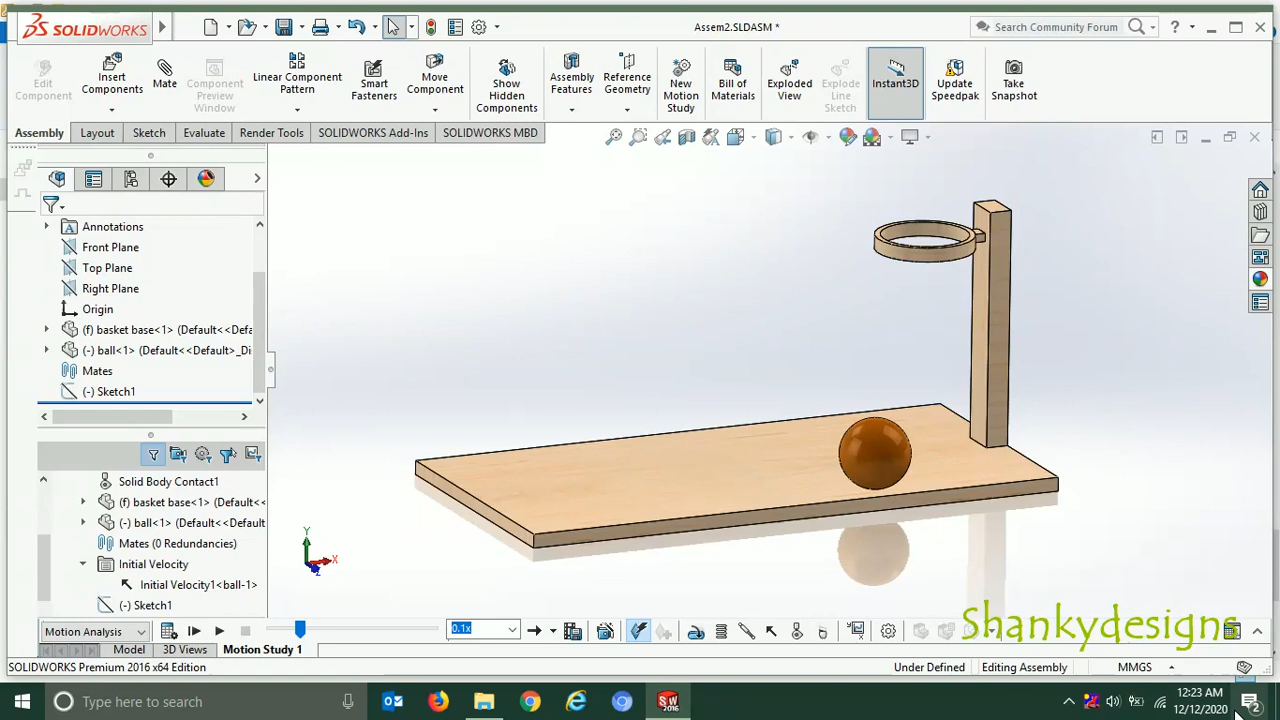 SOLIDWORKS
Assem2.SLDASM *
Search Community Forum
?
Edit Component
Insert Components
Mate
Component Preview Window
Linear Component Pattern
Smart Fasteners
Move Component
Show Hidden Components
Assembly Features
Reference Geometry
New Motion Study
Bill of Materials
Exploded View
Explode Line Sketch
Instant3D
Update Speedpak
Take Snapshot
Assembly Layout Sketch Evaluate Render Tools SOLIDWORKS Add-Ins SOLIDWORKS MBD
Annotations
Front Plane
Top Plane
Right Plane
Origin
(f) basket base<1> (Default<<Defa
(-) ball<1> (Default<<Default>_Di
Mates
(-) Sketch1
Solid Body Contact1
(f) basket base<1> (Default<<
(-) ball<1> (Default<<Default
Mates (0 Redundancies)
Initial Velocity
Initial Velocity1<ball-1>
(-) Sketch1
Y
X
Z
Shankydesigns
Motion Analysis
0.1x
Model 3D Views Motion Study 1
SOLIDWORKS Premium 2016 x64 Edition
Under Defined Editing Assembly MMGS
Type here to search
SW
2016
12:23 AM
12/12/2020
2